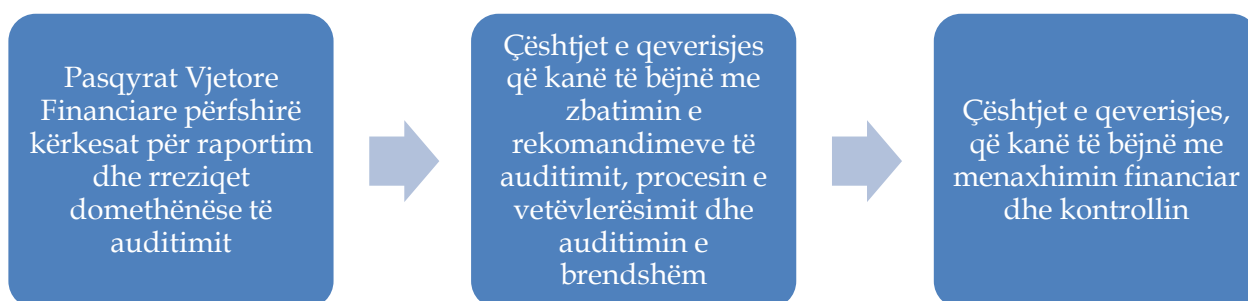 Pasqyrat Vjetore
Financiare përfshirë
kërkesat për raportim
dhe rreziqet
domethënëse të
auditimit
Çështjet e qeverisjes
që kanë të bëjnë me
zbatimin e
rekomandimeve të
auditimit, procesin e
vetëvlerësimit dhe
auditimin e
brendshëm
Çështjet e qeverisjes,
që kanë të bëjnë me
menaxhimin financiar
dhe kontrollin